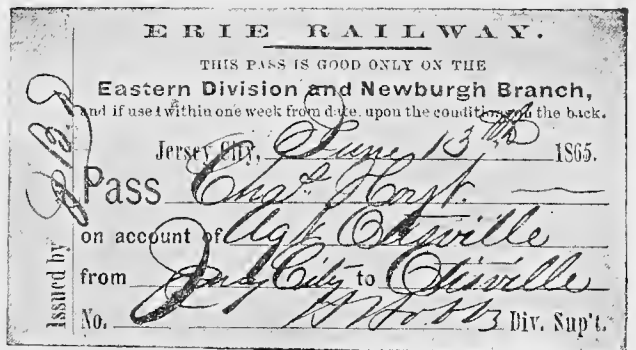 ERIE RAILWAY.
THIS PASS IS GOOD ONLY ON THE
Eastern Division and Newburgh Branch,
and if used within one week from date, upon the conditions on the back.
Jersey City, June 13th 1865.
Pass Chas. Horst.
on account of Agt Otisville
from Jersey City to Otisville
No. H Hobbs Div. Sup't.
Issued by